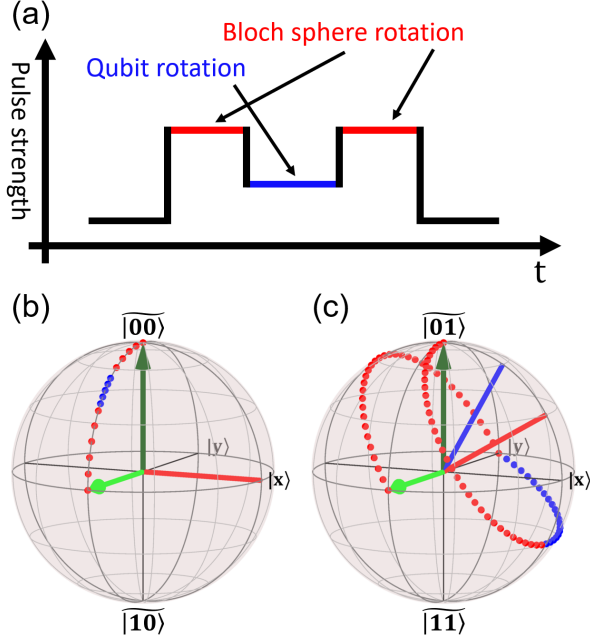 (a)
Bloch sphere rotation
Qubit rotation
Pulse strength
t
(b)
(c)
|00⟩
|01⟩
|y⟩
|x⟩
|y⟩
|x⟩
|10⟩
|11⟩